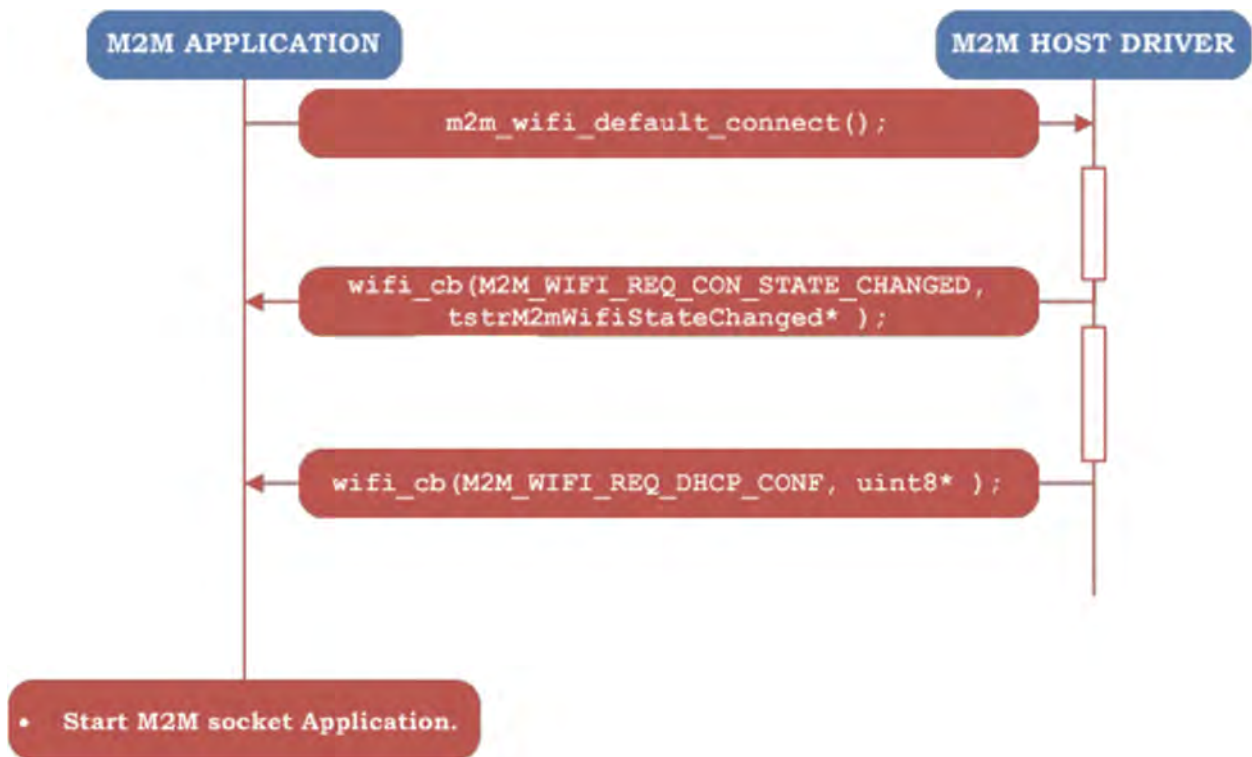 M2M APPLICATION
M2M HOST DRIVER
m2m_wifi_default_connect();
wifi_cb(M2M_WIFI_REQ_CON_STATE_CHANGED,
tstrM2mWifiStateChanged* );
wifi_cb(M2M_WIFI_REQ_DHCP_CONF, uint8* );
• Start M2M socket Application.